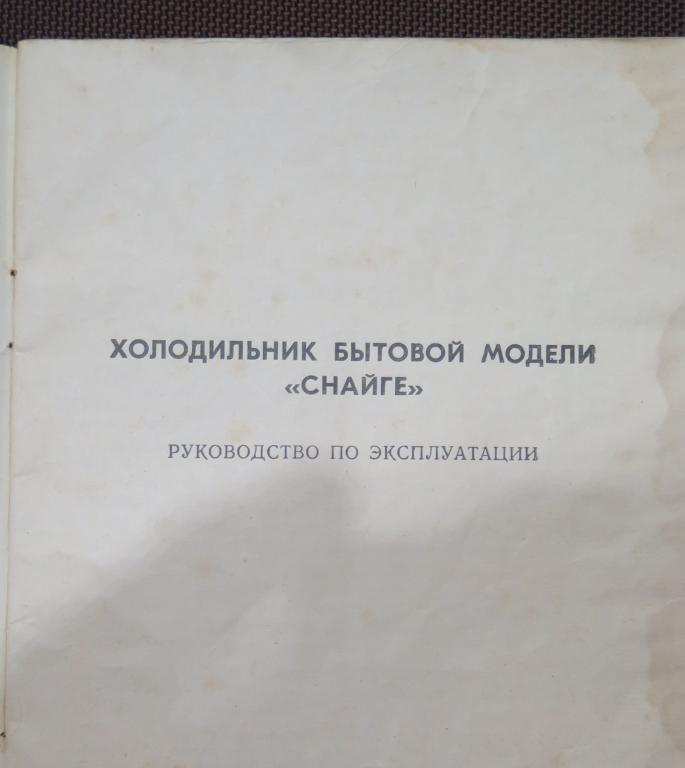 ХОЛОДИЛЬНИК БЫТОВОЙ МОДЕЛИ
«СНАЙГЕ»
РУКОВОДСТВО ПО ЭКСПЛУАТАЦИИ